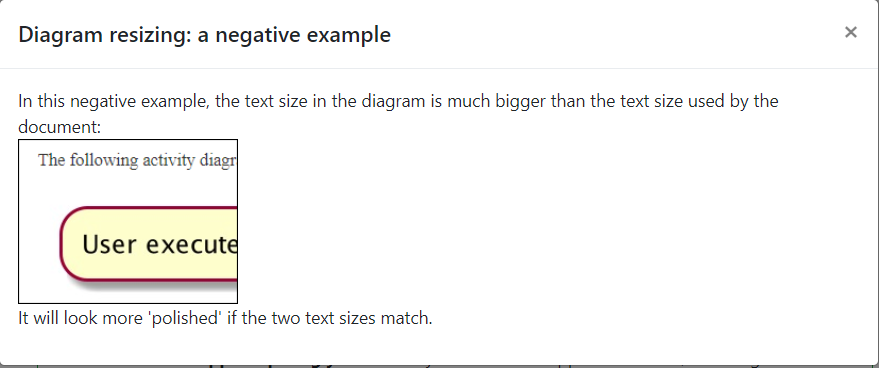 Diagram resizing: a negative example
×
In this negative example, the text size in the diagram is much bigger than the text size used by the
document:
The following activity diagr
User execute
It will look more 'polished' if the two text sizes match.